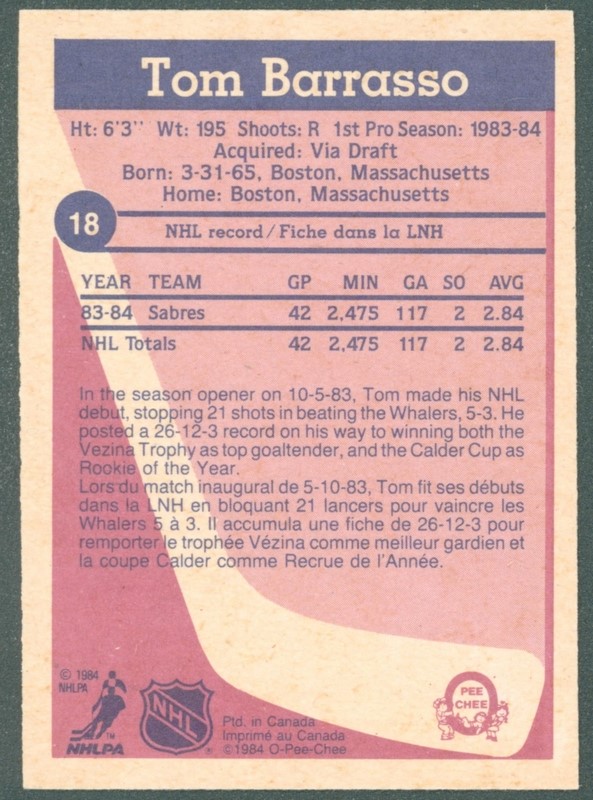 Tom Barrasso
Ht: 6'3'' Wt: 195 Shoots: R 1st Pro Season: 1983-84
Acquired: Via Draft
Born: 3-31-65, Boston, Massachusetts
Home: Boston, Massachusetts
18
NHL record/Fiche dans la LNH
YEAR TEAM GP MIN GA SO AVG
83-84 Sabres 42 2,475 117 2 2.84
NHL Totals 42 2,475 117 2 2.84
In the season opener on 10-5-83, Tom made his NHL
debut, stopping 21 shots in beating the Whalers, 5-3. He
posted a 26-12-3 record on his way to winning both the
Vezina Trophy as top goaltender, and the Calder Cup as
Rookie of the Year.
Lors du match inaugural de 5-10-83, Tom fit ses débuts
dans la LNH en bloquant 21 lancers pour vaincre les
Whalers 5 à 3. Il accumula une fiche de 26-12-3 pour
remporter le trophée Vézina comme meilleur gardien et
la coupe Calder comme Recrue de l'Année.
© 1984
NHLPA
TM
NHLPA
NHL
Ptd. in Canada
Imprimé au Canada
©1984 O-Pee-Chee
PEE
CHEE